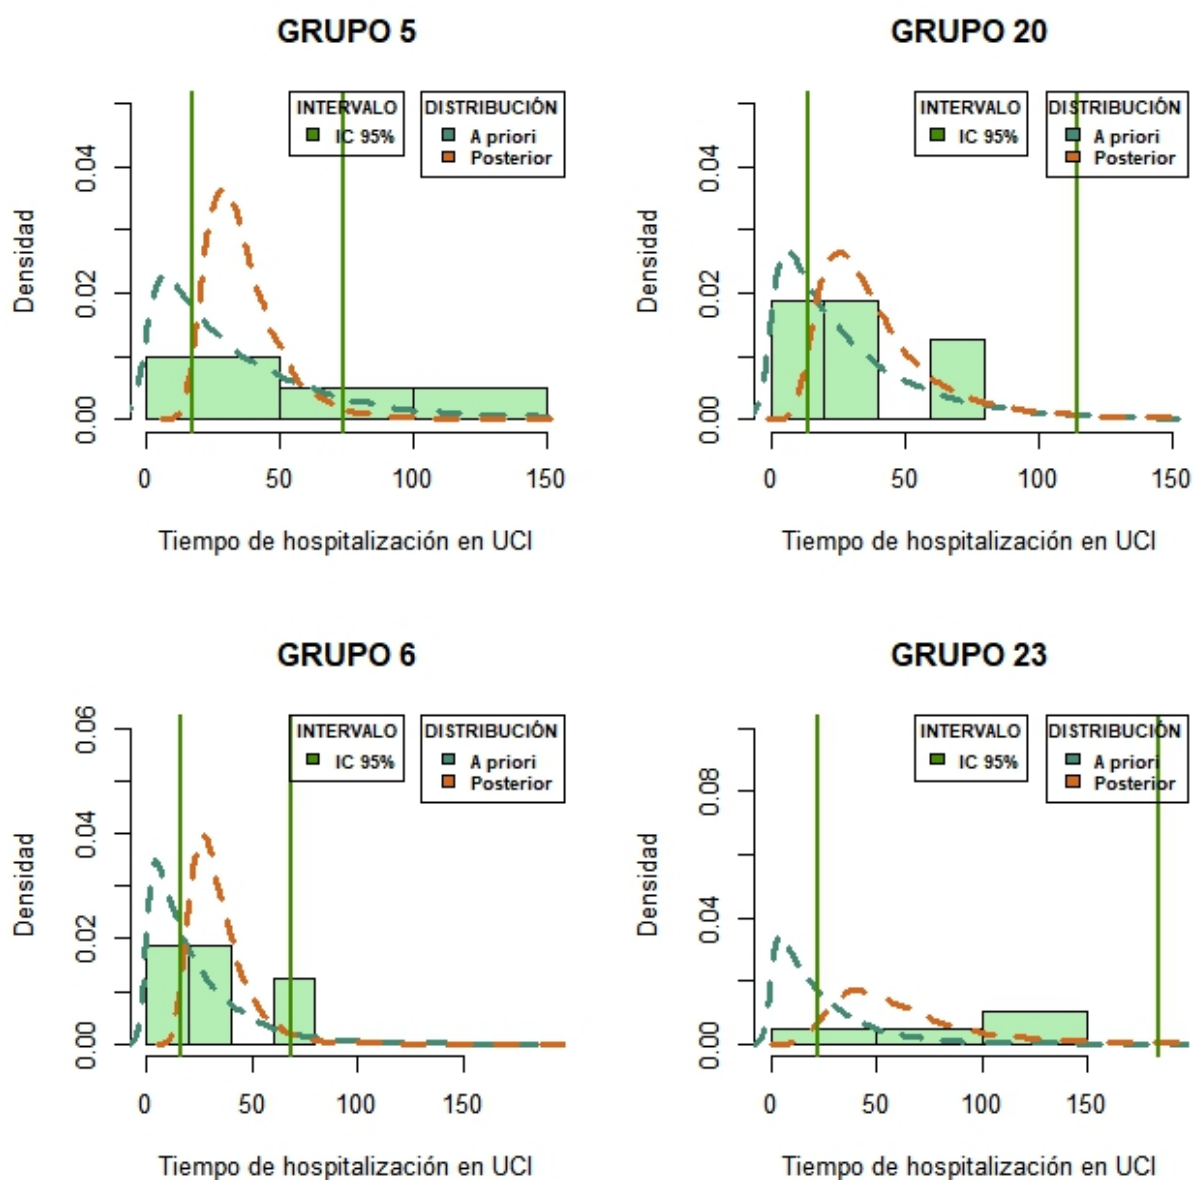 GRUPO 5
INTERVALO
IC 95%
DISTRIBUCIÓN
A priori
Posterior
Densidad
0.04
0.02
0.00
0 50 100 150
Tiempo de hospitalización en UCI
GRUPO 20
INTERVALO
IC 95%
DISTRIBUCIÓN
A priori
Posterior
Densidad
0.04
0.02
0.00
0 50 100 150
Tiempo de hospitalización en UCI
GRUPO 6
INTERVALO
IC 95%
DISTRIBUCIÓN
A priori
Posterior
Densidad
0.06
0.04
0.02
0.00
0 50 100 150
Tiempo de hospitalización en UCI
GRUPO 23
INTERVALO
IC 95%
DISTRIBUCIÓN
A priori
Posterior
Densidad
0.08
0.04
0.00
0 50 100 150
Tiempo de hospitalización en UCI